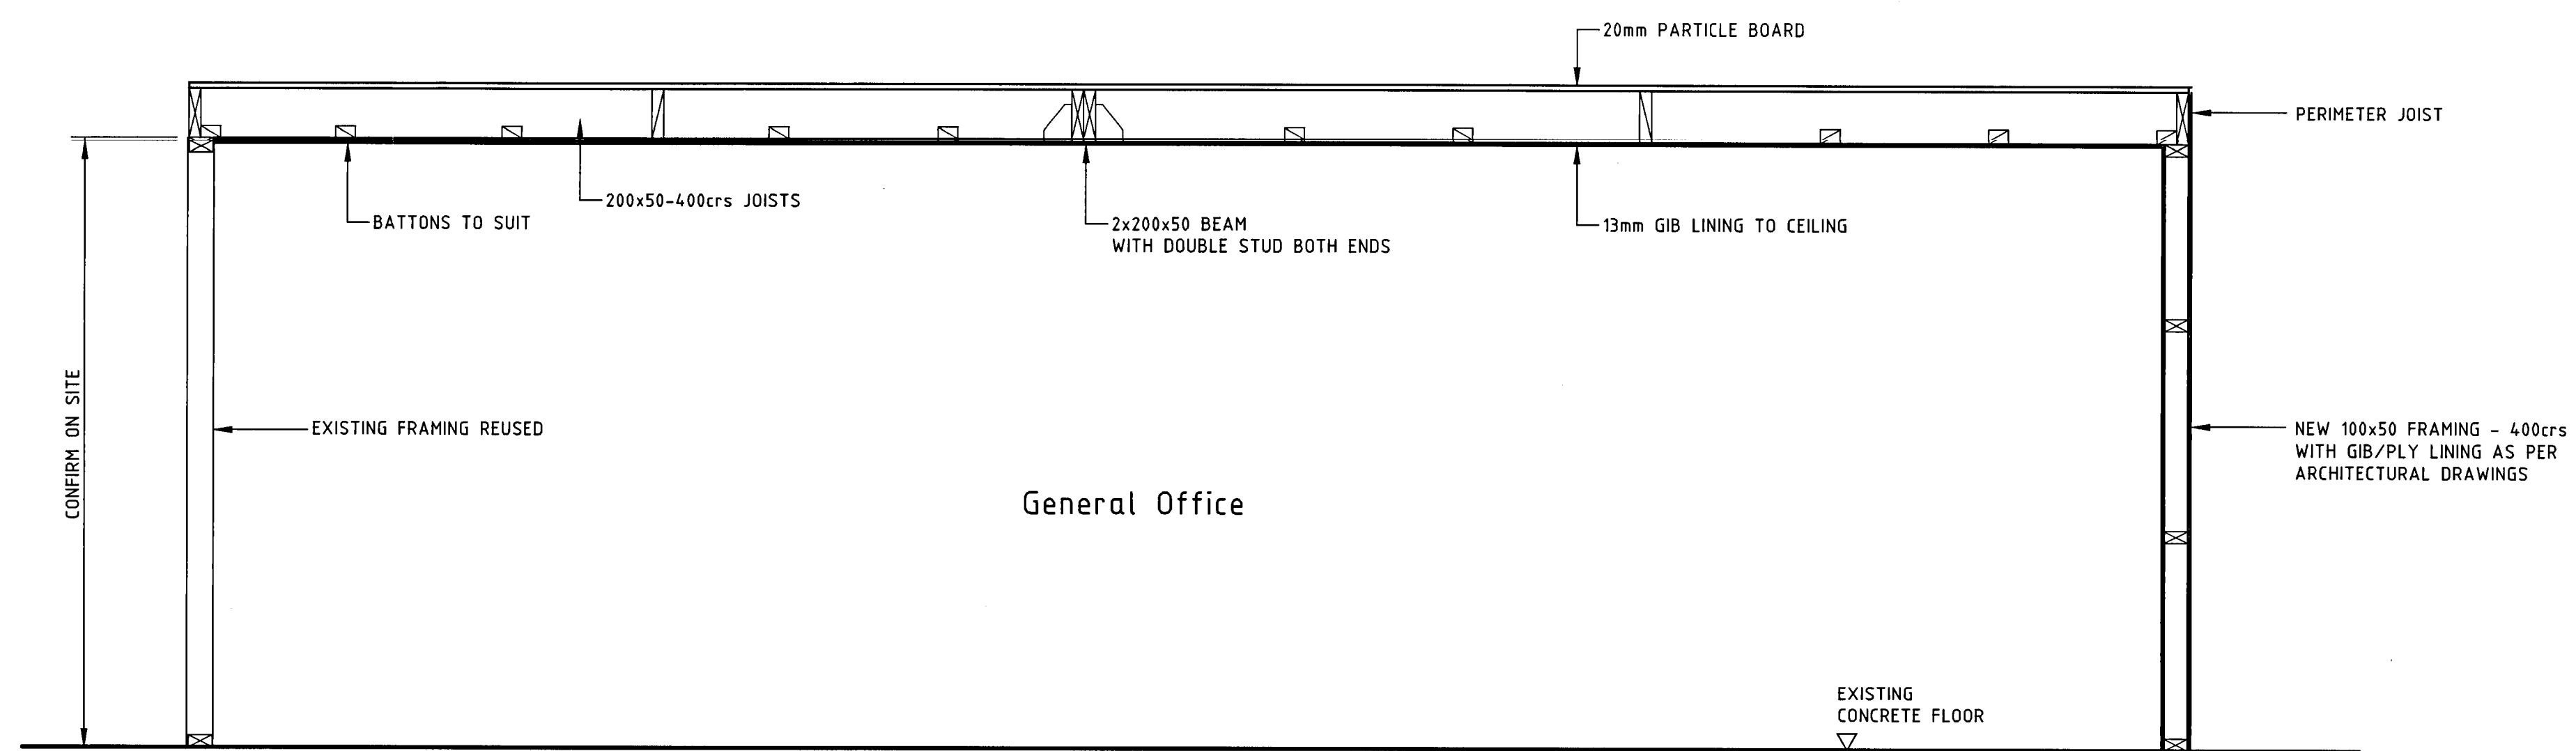 20mm PARTICLE BOARD
PERIMETER JOIST
200x50-400crs JOISTS
BATTONS TO SUIT
2x200x50 BEAM
WITH DOUBLE STUD BOTH ENDS
13mm GIB LINING TO CEILING
CONFIRM ON SITE
EXISTING FRAMING REUSED
NEW 100x50 FRAMING - 400crs
WITH GIB/PLY LINING AS PER
ARCHITECTURAL DRAWINGS
General Office
EXISTING
CONCRETE FLOOR